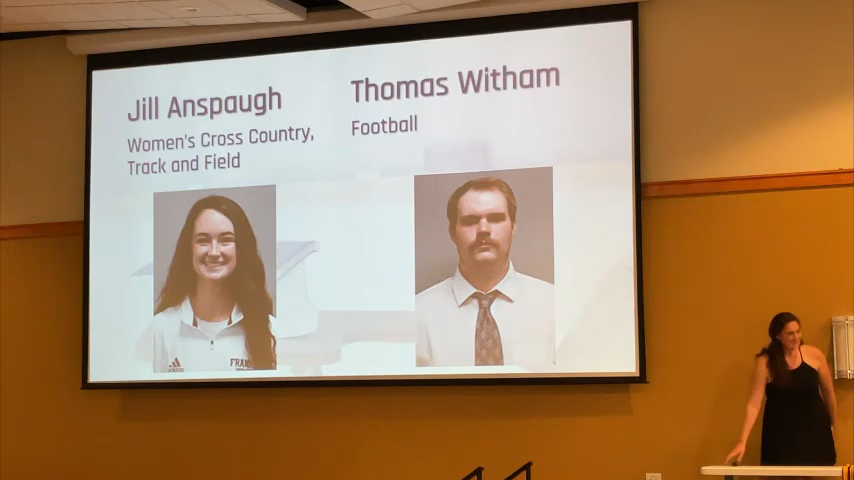 Jill Anspaugh
Women's Cross Country,
Track and Field
Thomas Witham
Football